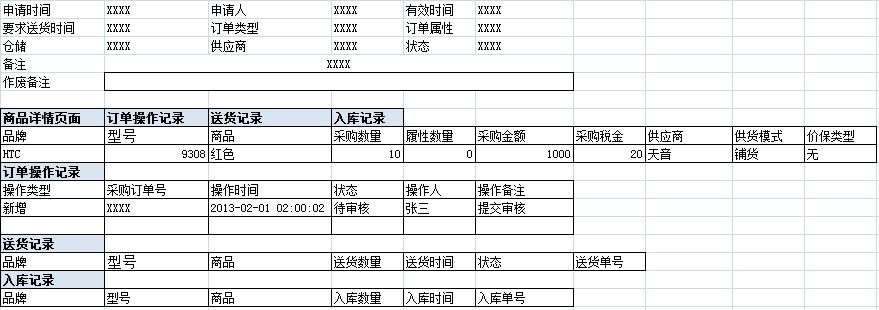 申请时间 XXXX 申请人 XXXX 有效时间 XXXX
要求送货时间 XXXX 订单类型 XXXX 订单属性 XXXX
仓储 XXXX 供应商 XXXX 状态 XXXX
备注 XXXX
作废备注
商品详情页面 订单操作记录 送货记录 入库记录
品牌 型号 商品 采购数量 履性数量 采购金额 采购税金 供应商 供货模式 价保类型
HTC 9308 红色 10 0 1000 20 天音 铺货 无
订单操作记录
操作类型 采购订单号 操作时间 状态 操作人 操作备注
新增 XXXX 2013-02-01 02:00:02 待审核 张三 提交审核
送货记录
品牌 型号 商品 送货数量 送货时间 状态 送货单号
入库记录
品牌 型号 商品 入库数量 入库时间 入库单号